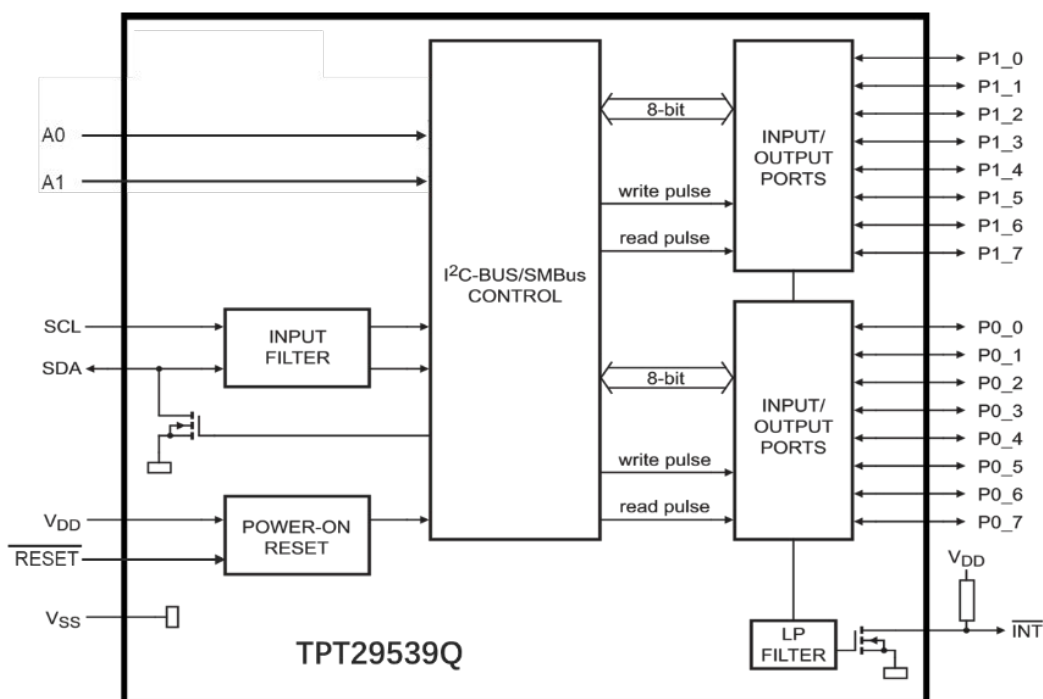 A0
A1
SCL
SDA
VDD
RESET
VSS
INPUT
FILTER
POWER-ON
RESET
I²C-BUS/SMBus
CONTROL
8-bit
write pulse
read pulse
INPUT/
OUTPUT
PORTS
P1_0
P1_1
P1_2
P1_3
P1_4
P1_5
P1_6
P1_7
8-bit
write pulse
read pulse
INPUT/
OUTPUT
PORTS
P0_0
P0_1
P0_2
P0_3
P0_4
P0_5
P0_6
P0_7
VDD
INT
LP
FILTER
TPT29539Q